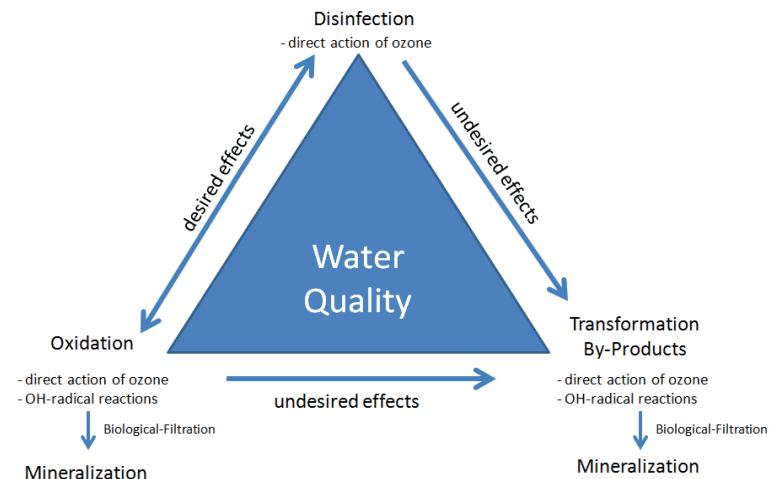 Disinfection
- direct action of ozone
desired effects
undesired effects
Water
Quality
Oxidation
- direct action of ozone
- OH-radical reactions
Biological-Filtration
Mineralization
undesired effects
Transformation
By-Products
- direct action of ozone
- OH-radical reactions
Biological-Filtration
Mineralization